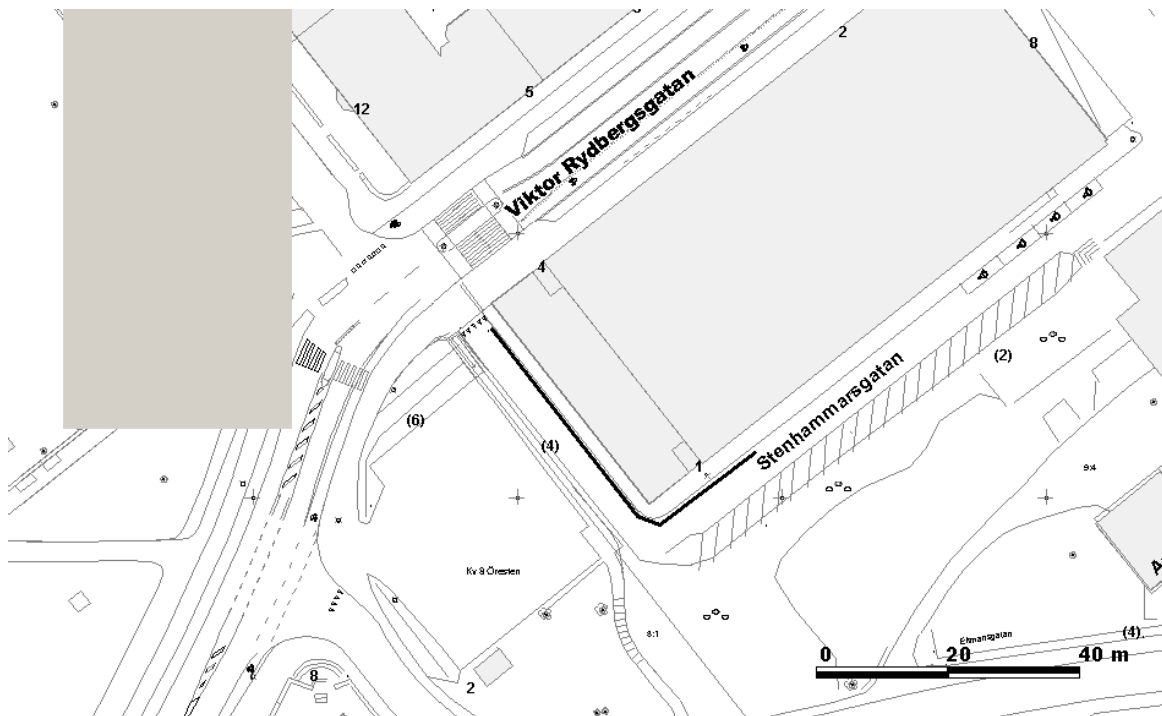 2
8
5
12
Viktor Rydbergsgatan
4
(2)
Stenhammarsgatan
(6)
(4)
1
9:4
Kv 8 Öresten
8:1
Ehmansgatan
(4)
0 20 40 m
8
2